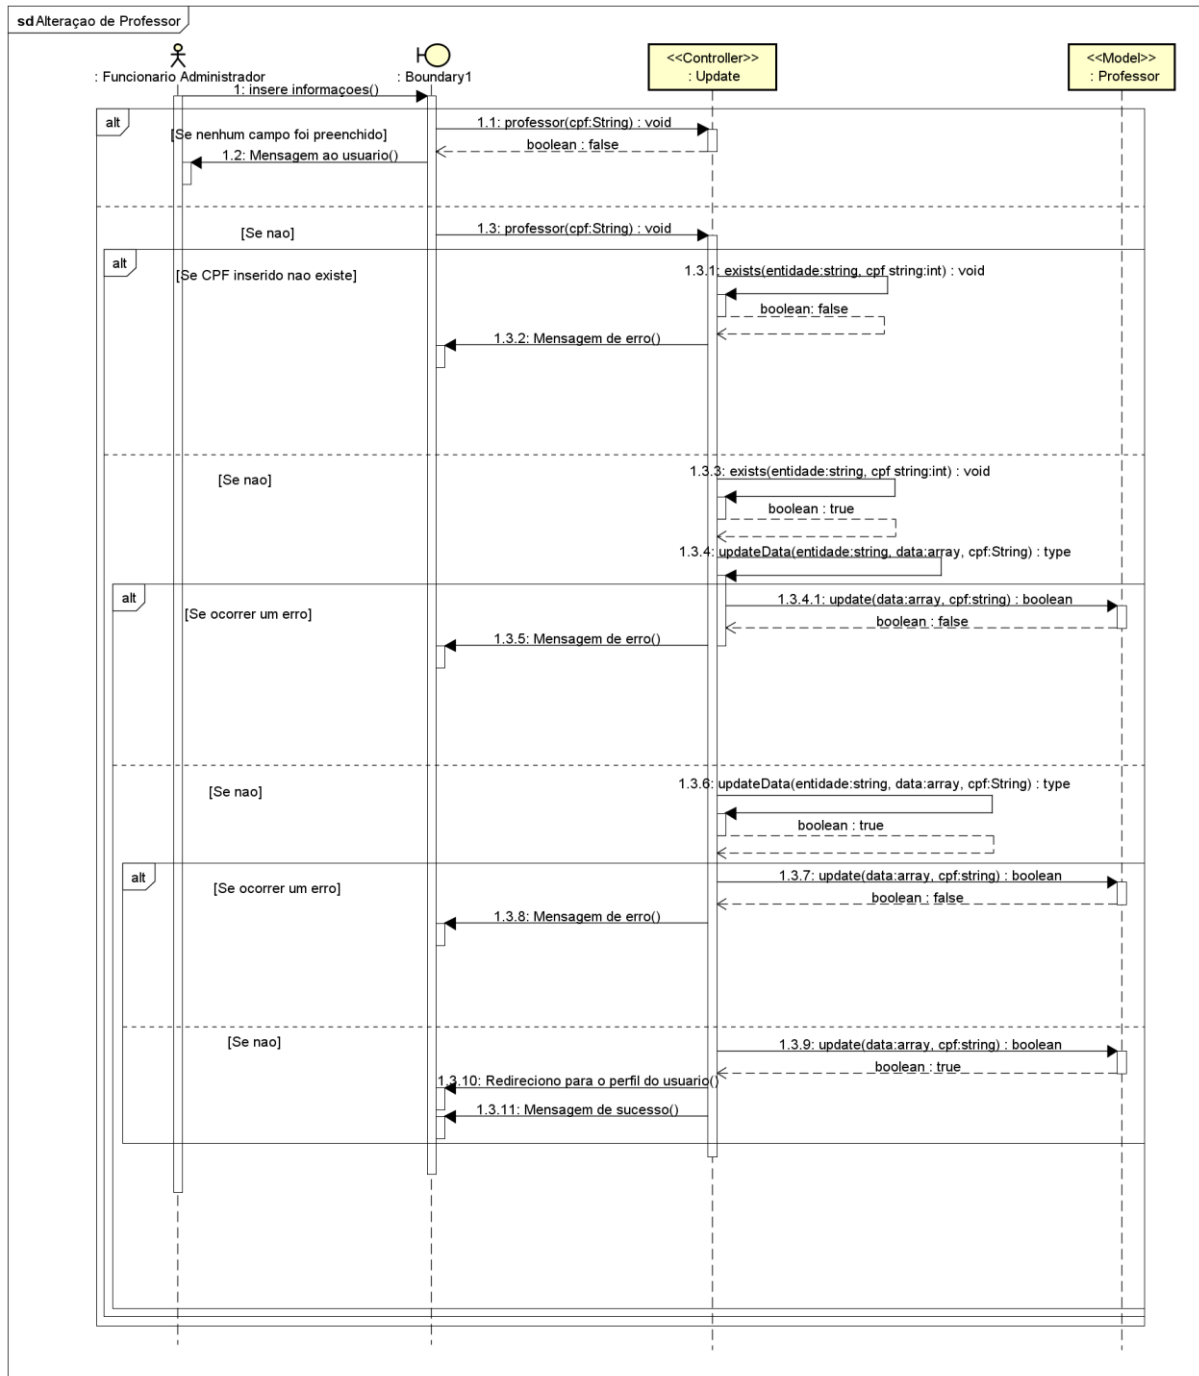 sd Alteraçao de Professor
: Funcionario Administrador
: Boundary1
<<Controller>>
: Update
<<Model>>
: Professor
1: insere informaçoes()
alt
[Se nenhum campo foi preenchido]
1.1: professor(cpf:String) : void
boolean : false
1.2: Mensagem ao usuario()
[Se nao]
1.3: professor(cpf:String) : void
alt
[Se CPF inserido nao existe]
1.3.1: exists(entidade:string, cpf string:int) : void
boolean: false
1.3.2: Mensagem de erro()
[Se nao]
1.3.3: exists(entidade:string, cpf string:int) : void
boolean : true
1.3.4: updateData(entidade:string, data:array, cpf:String) : type
alt
[Se ocorrer um erro]
1.3.4.1: update(data:array, cpf:string) : boolean
boolean : false
1.3.5: Mensagem de erro()
[Se nao]
1.3.6: updateData(entidade:string, data:array, cpf:String) : type
boolean : true
alt
[Se ocorrer um erro]
1.3.7: update(data:array, cpf:string) : boolean
boolean : false
1.3.8: Mensagem de erro()
[Se nao]
1.3.9: update(data:array, cpf:string) : boolean
boolean : true
1.3.10: Redireciono para o perfil do usuario()
1.3.11: Mensagem de sucesso()